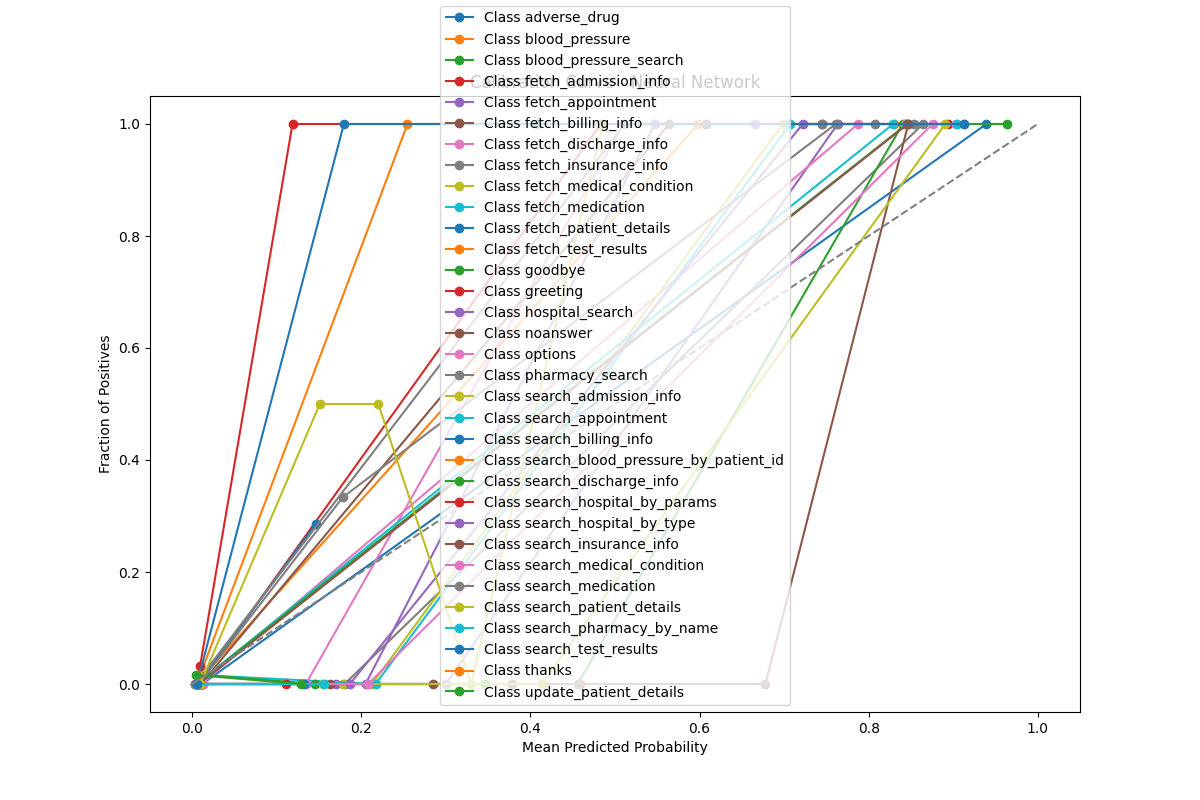 Calibration Curve - Neural Network
Class adverse_drug
Class blood_pressure
Class blood_pressure_search
Class fetch_admission_info
Class fetch_appointment
Class fetch_billing_info
Class fetch_discharge_info
Class fetch_insurance_info
Class fetch_medical_condition
Class fetch_medication
Class fetch_patient_details
Class fetch_test_results
Class goodbye
Class greeting
Class hospital_search
Class noanswer
Class options
Class pharmacy_search
Class search_admission_info
Class search_appointment
Class search_billing_info
Class search_blood_pressure_by_patient_id
Class search_discharge_info
Class search_hospital_by_params
Class search_hospital_by_type
Class search_insurance_info
Class search_medical_condition
Class search_medication
Class search_patient_details
Class search_pharmacy_by_name
Class search_test_results
Class thanks
Class update_patient_details
Fraction of Positives
1.0
0.8
0.6
0.4
0.2
0.0
0.0 0.2 0.4 0.6 0.8 1.0
Mean Predicted Probability